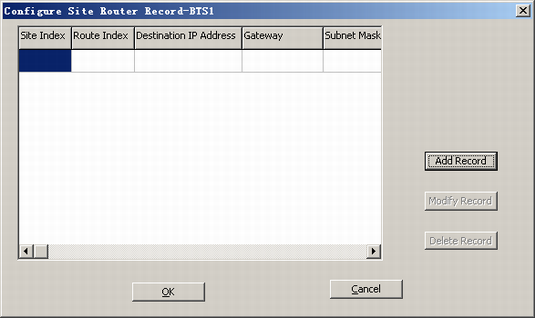 Configure Site Router Record-BTS1
Site Index Route Index Destination IP Address Gateway Subnet Mask
Add Record
Modify Record
Delete Record
OK
Cancel